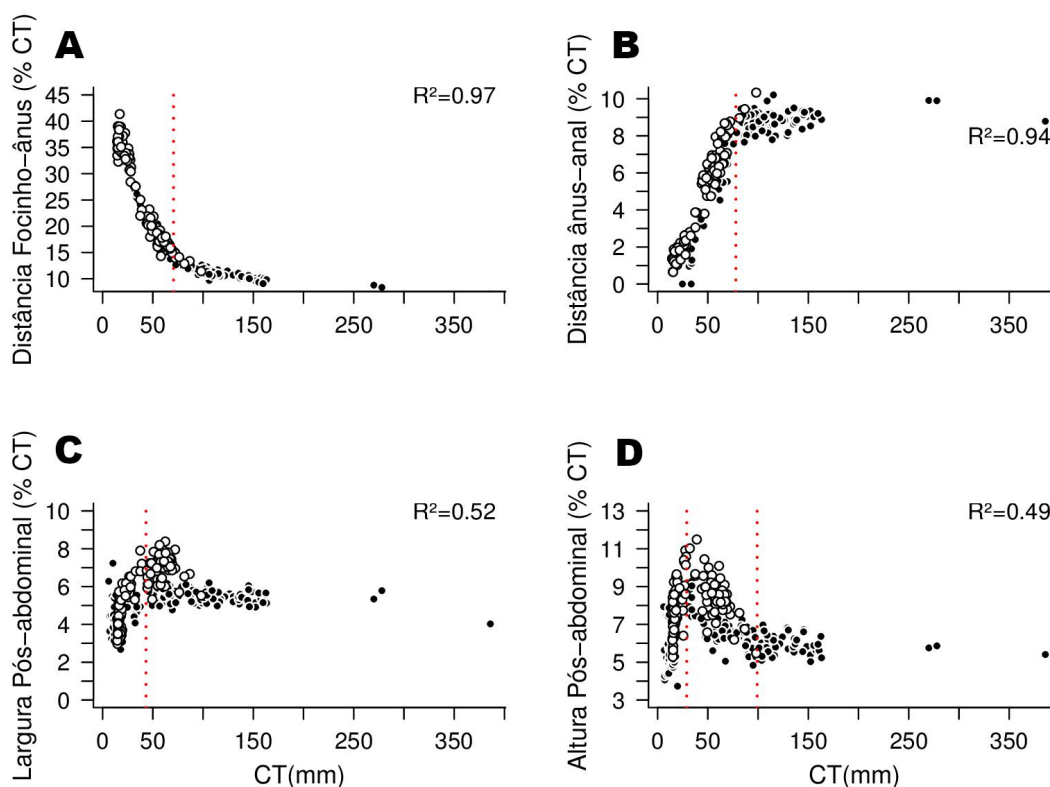 A
Distância Focinho-ânus (% CT)
R²=0.97
45
40
35
30
25
20
15
10
0 50 150 250 350
B
Distância ânus-anal (% CT)
R²=0.94
10
8
6
4
2
0
0 50 150 250 350
C
Largura Pós-abdominal (% CT)
R²=0.52
10
8
6
4
2
0
0 50 150 250 350
CT(mm)
D
Altura Pós-abdominal (% CT)
R²=0.49
13
11
9
7
5
3
0 50 150 250 350
CT(mm)